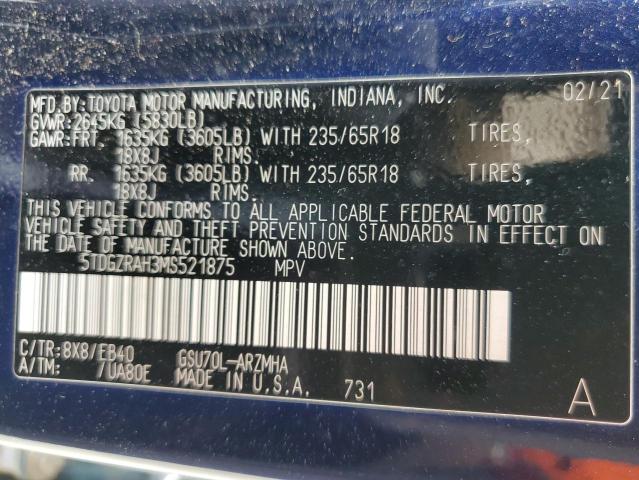 MFD.BY:TOYOTA MOTOR MANUFACTURING, INDIANA, INC. 02/21
GVWR:2645KG (5830LB)
GAWR:FRT. 1635KG (3605LB) WITH 235/65R18 TIRES,
18X8J RIMS.
RR. 1635KG (3605LB) WITH 235/65R18 TIRES,
18X8J RIMS.
THIS VEHICLE CONFORMS TO ALL APPLICABLE FEDERAL MOTOR
VEHICLE SAFETY AND THEFT PREVENTION STANDARDS IN EFFECT ON
THE DATE OF MANUFACTURE SHOWN ABOVE.
5TDGZRAH3MS521875 MPV
C/TR:8X8/EB40 GSU70L-ARZMHA
A/TM: /UA80E MADE IN U.S.A. 731 A